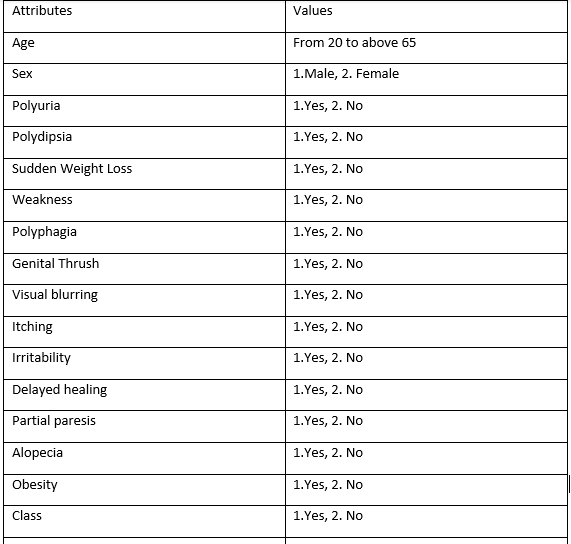 Attributes Values
Age From 20 to above 65
Sex 1.Male, 2. Female
Polyuria 1.Yes, 2. No
Polydipsia 1.Yes, 2. No
Sudden Weight Loss 1.Yes, 2. No
Weakness 1.Yes, 2. No
Polyphagia 1.Yes, 2. No
Genital Thrush 1.Yes, 2. No
Visual blurring 1.Yes, 2. No
Itching 1.Yes, 2. No
Irritability 1.Yes, 2. No
Delayed healing 1.Yes, 2. No
Partial paresis 1.Yes, 2. No
Alopecia 1.Yes, 2. No
Obesity 1.Yes, 2. No
Class 1.Yes, 2. No